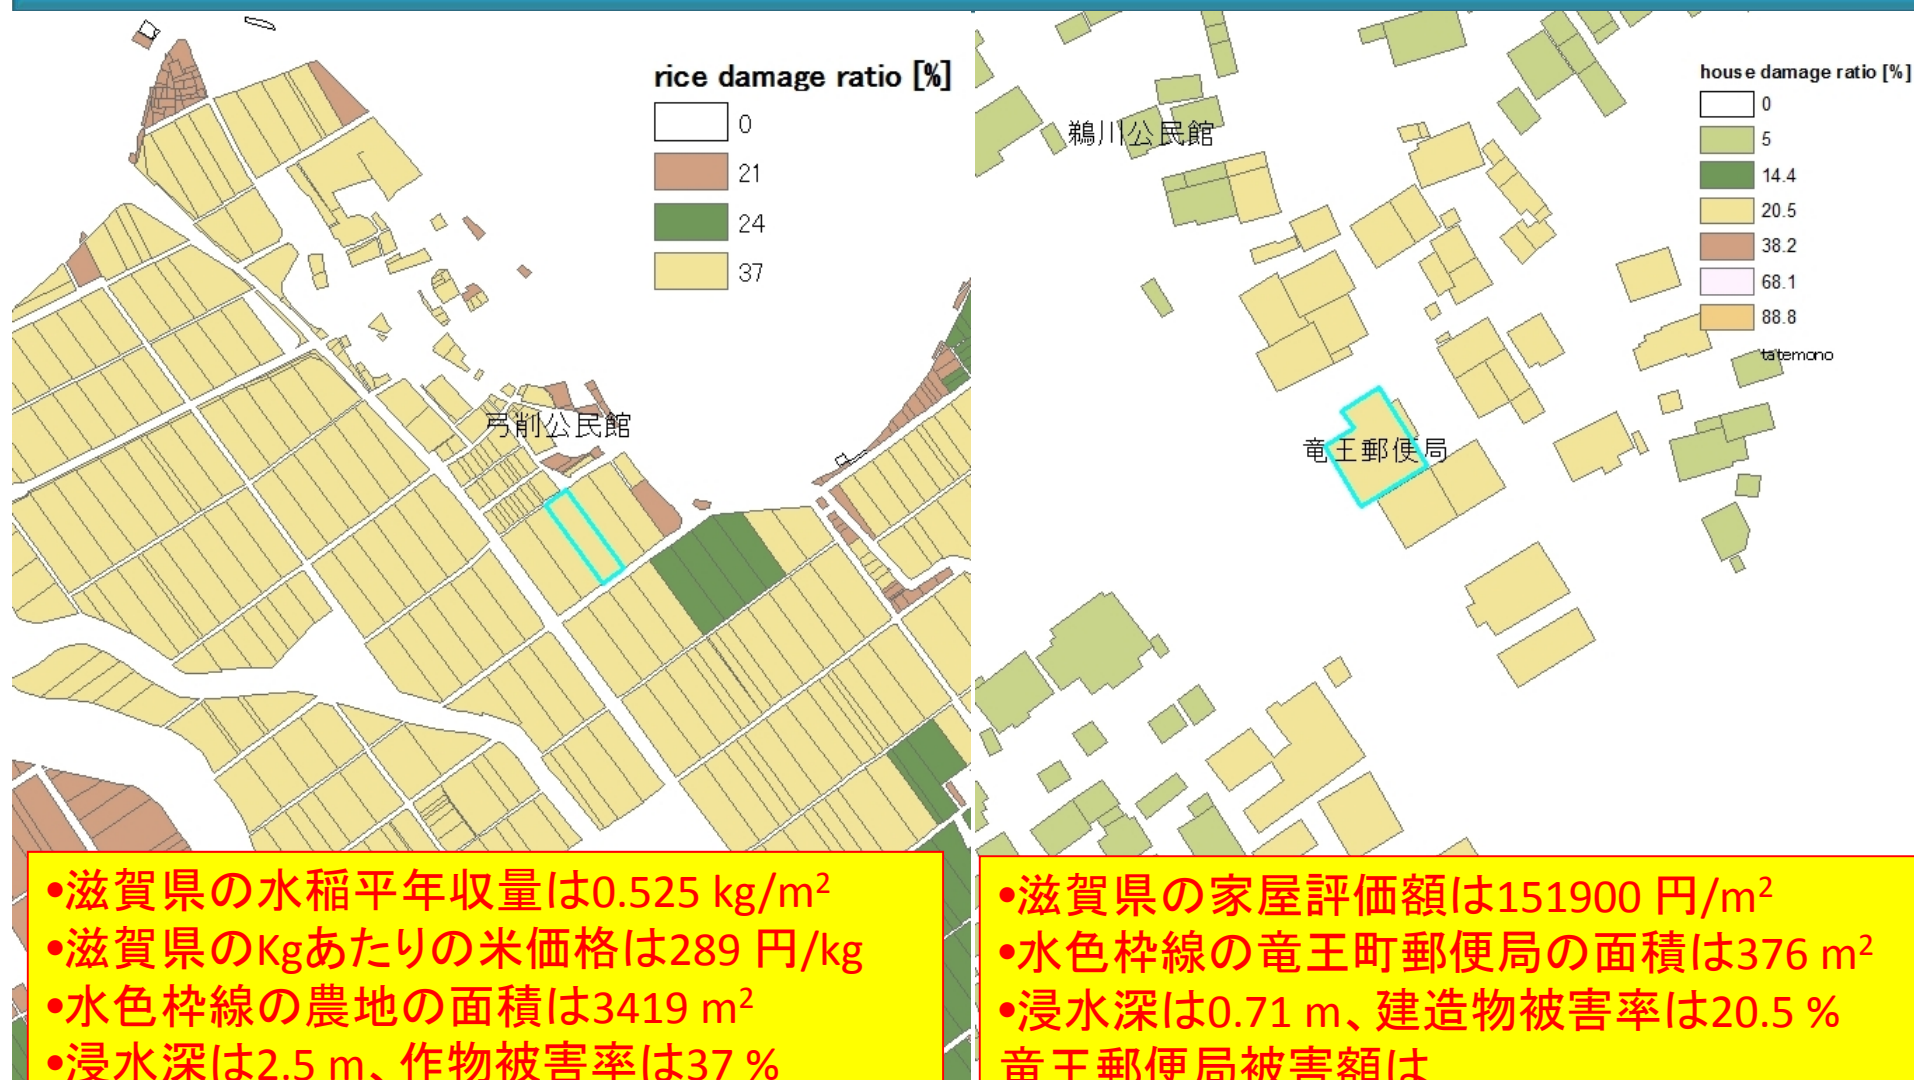 rice damage ratio [%]
0
21
24
37
弓削公民館
•滋賀県の水稲平年収量は0.525 kg/m²
•滋賀県のKgあたりの米価格は289 円/kg
•水色枠線の農地の面積は3419 m²
•浸水深は2.5 m、作物被害率は37 %
house damage ratio [%]
0
5
14.4
20.5
38.2
68.1
88.8
tatemono
鵜川公民館
竜王郵便局
•滋賀県の家屋評価額は151900 円/m²
•水色枠線の竜王町郵便局の面積は376 m²
•浸水深は0.71 m、建造物被害率は20.5 %
竜王郵便局被害額は